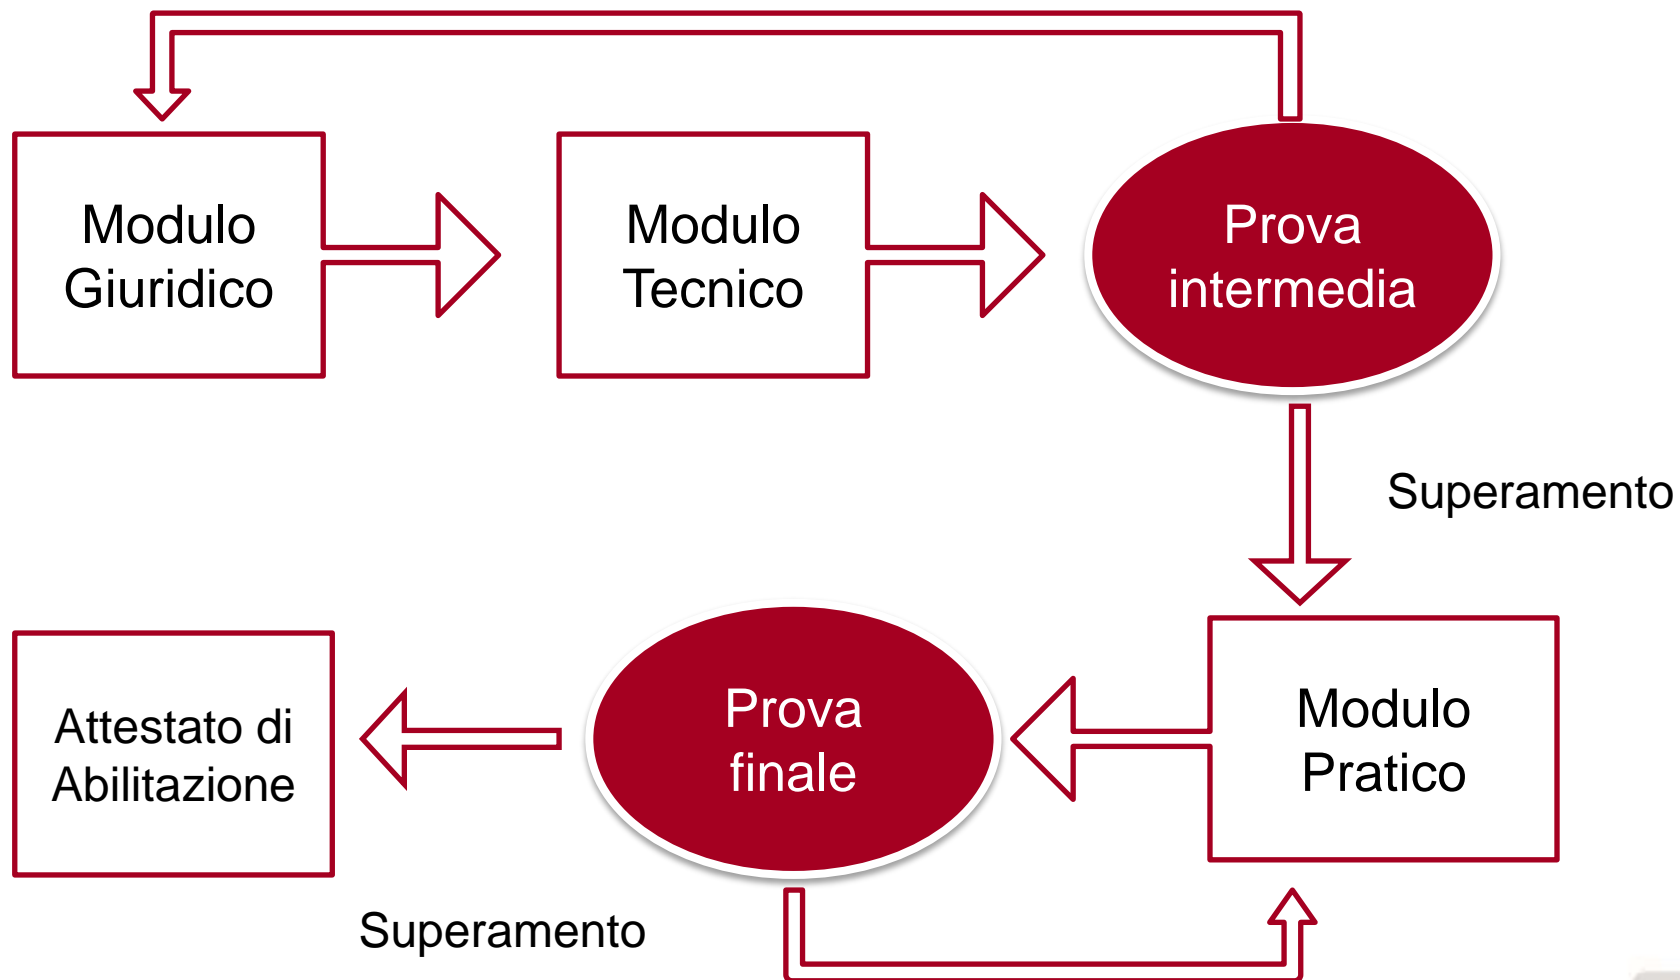 Modulo
Giuridico
Modulo
Tecnico
Prova
intermedia
Superamento
Attestato di
Abilitazione
Prova
finale
Modulo
Pratico
Superamento